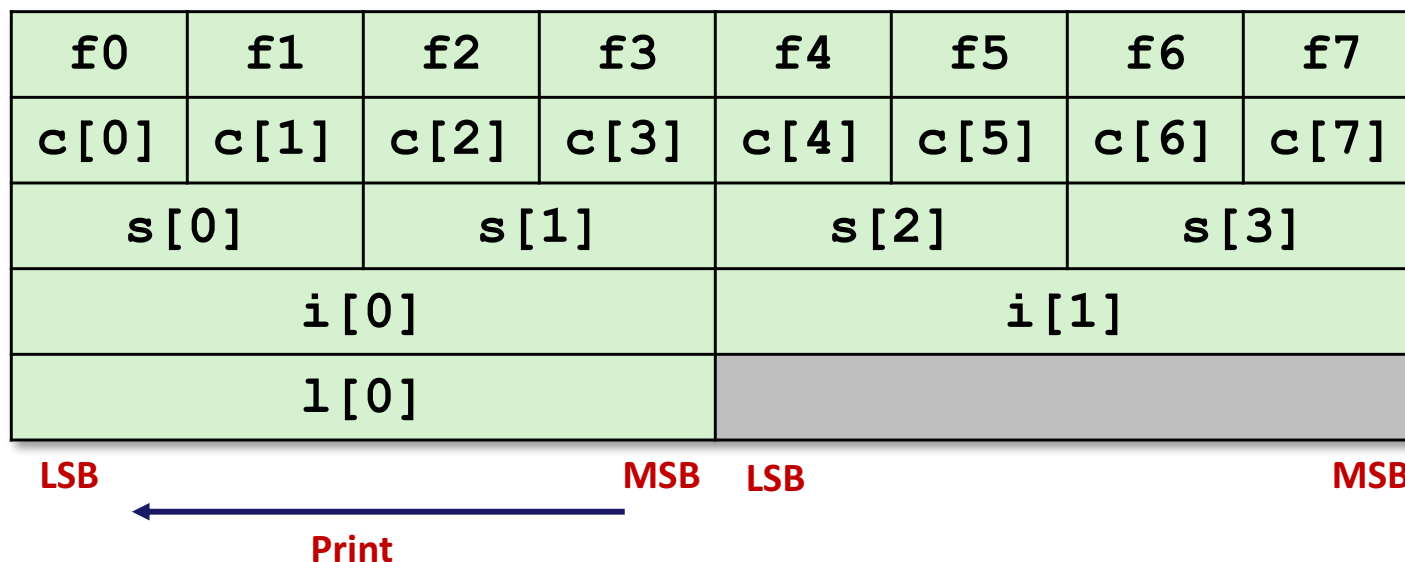 f0 f1 f2 f3 f4 f5 f6 f7
c[0] c[1] c[2] c[3] c[4] c[5] c[6] c[7]
s[0] s[1] s[2] s[3]
i[0] i[1]
l[0]
LSB MSB LSB MSB
Print